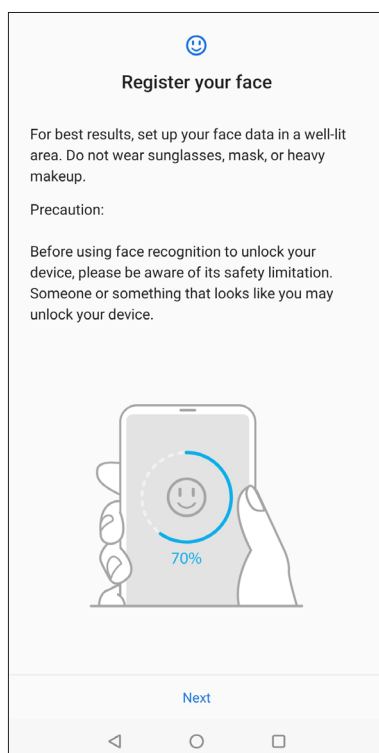 Register your face
For best results, set up your face data in a well-lit
area. Do not wear sunglasses, mask, or heavy
makeup.
Precaution:
Before using face recognition to unlock your
device, please be aware of its safety limitation.
Someone or something that looks like you may
unlock your device.
70%
Next